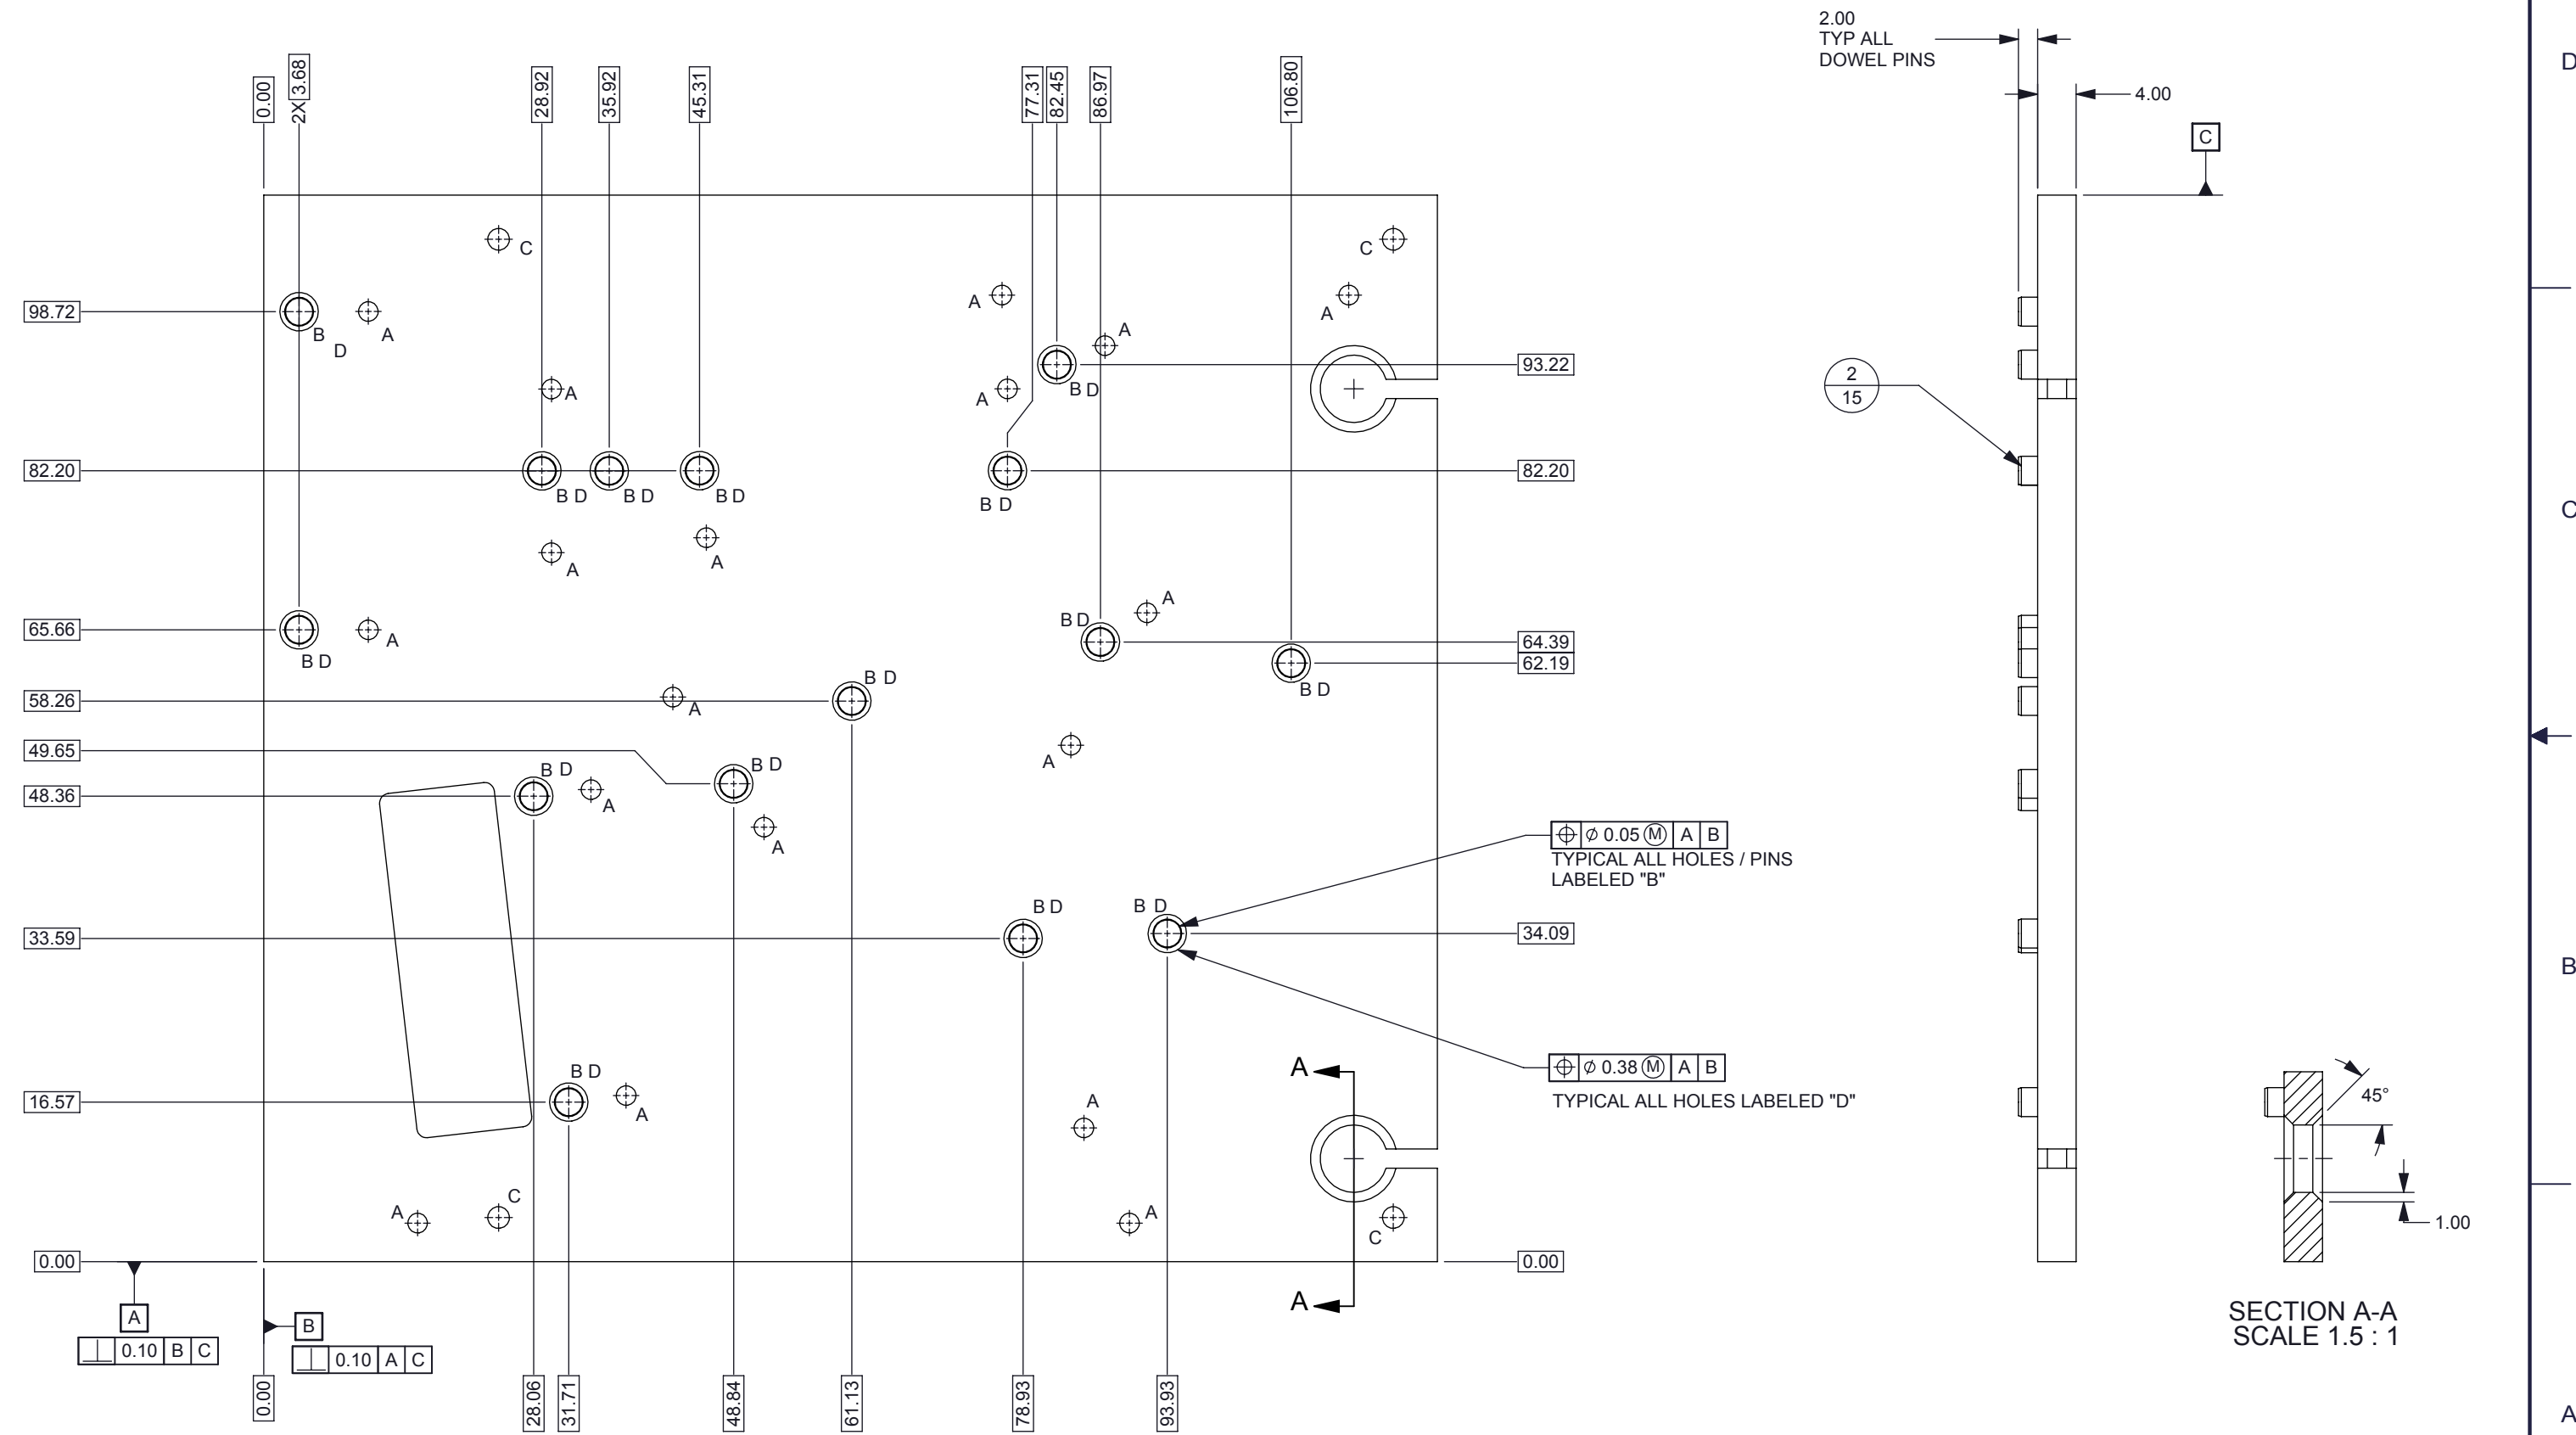 2.00
TYP ALL
DOWEL PINS
4.00
C
D
0.00
2X 3.68
28.92
35.92
45.31
77.31
82.45
86.97
106.80
C
C
A
A
98.72
B
D
A
A
93.22
A
A
B D
2
15
82.20
B D
B D
B D
B D
82.20
C
A
A
A
B D
65.66
A
B D
64.39
62.19
B D
B D
58.26
A
49.65
A
B D
B D
48.36
A
A
⌖ ⌀ 0.05 Ⓜ A B
TYPICAL ALL HOLES / PINS
LABELED "B"
B D
B D
33.59
34.09
B
A
⌖ ⌀ 0.38 Ⓜ A B
TYPICAL ALL HOLES LABELED "D"
B D
16.57
A
A
45°
A
C
A
C
1.00
0.00
0.00
A
A
B
⟂ 0.10 B C
⟂ 0.10 A C
SECTION A-A
SCALE 1.5 : 1
0.00
28.06
31.71
48.84
61.13
78.93
93.93
A